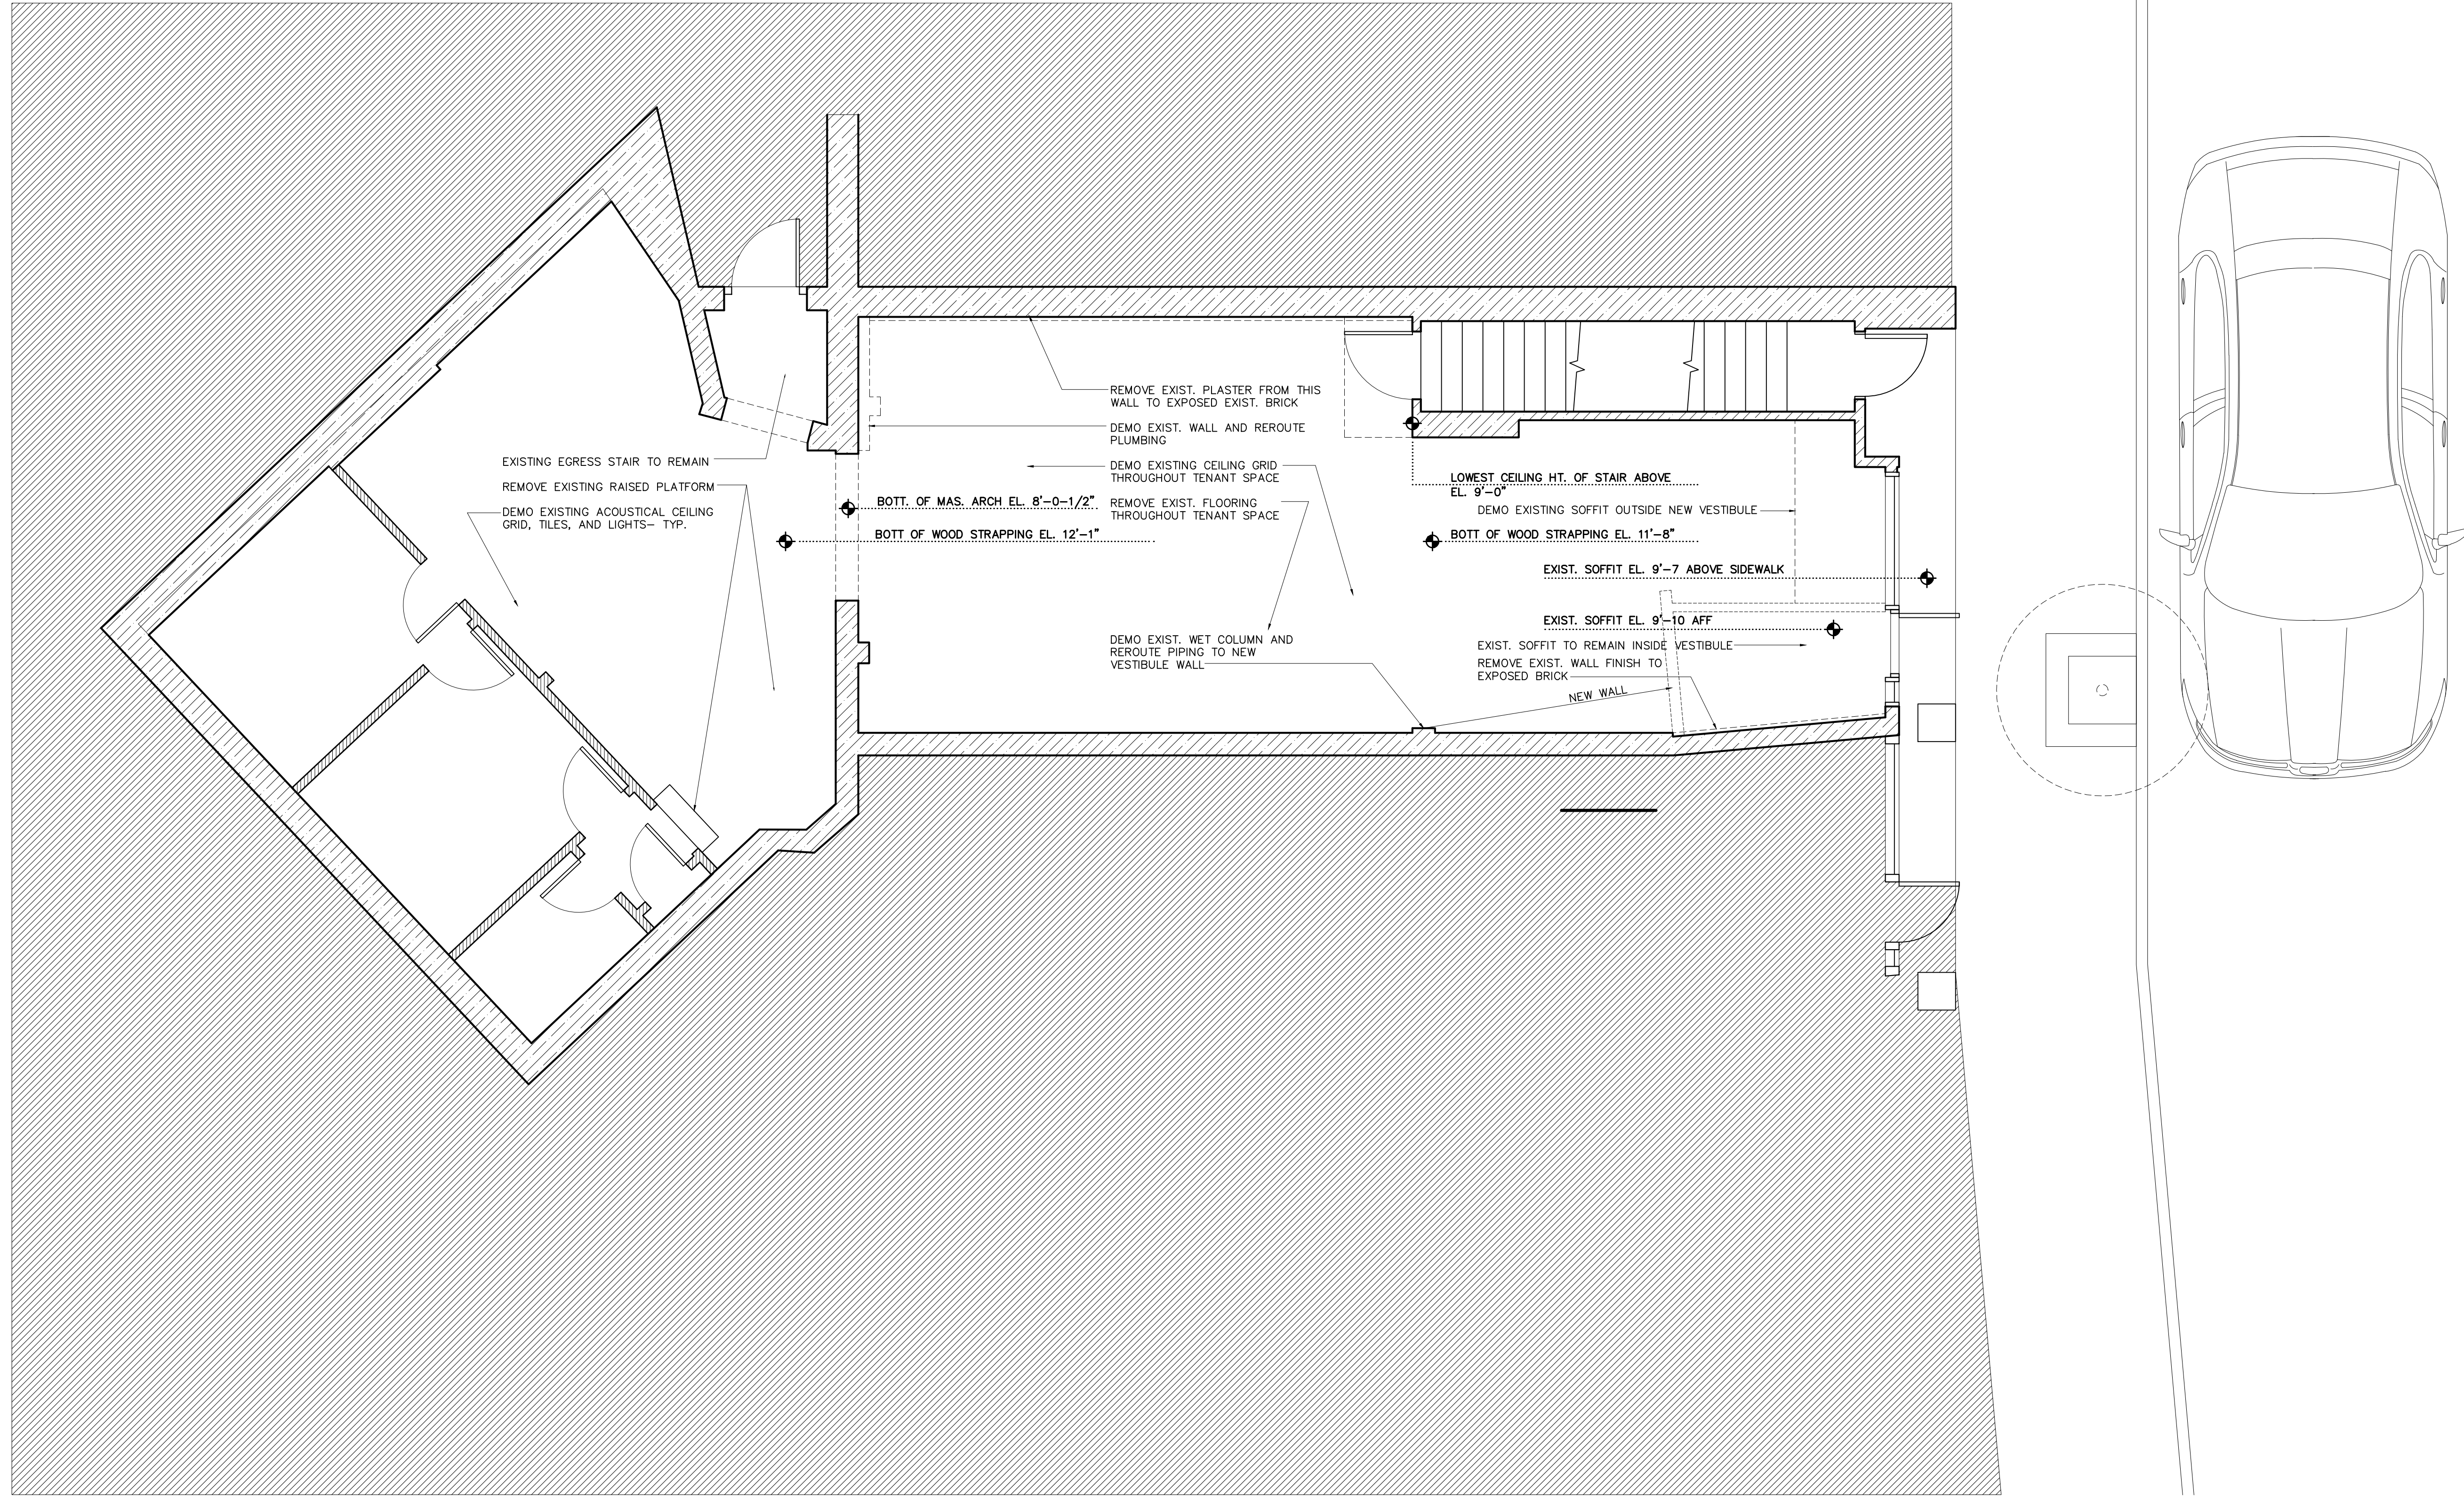 EXISTING EGRESS STAIR TO REMAIN
REMOVE EXISTING RAISED PLATFORM
DEMO EXISTING ACOUSTICAL CEILING
GRID, TILES, AND LIGHTS– TYP.
BOTT. OF MAS. ARCH EL. 8'–0–1/2"
BOTT OF WOOD STRAPPING EL. 12'–1"
REMOVE EXIST. PLASTER FROM THIS
WALL TO EXPOSED EXIST. BRICK
DEMO EXIST. WALL AND REROUTE
PLUMBING
DEMO EXISTING CEILING GRID
THROUGHOUT TENANT SPACE
REMOVE EXIST. FLOORING
THROUGHOUT TENANT SPACE
DEMO EXIST. WET COLUMN AND
REROUTE PIPING TO NEW
VESTIBULE WALL
LOWEST CEILING HT. OF STAIR ABOVE
EL. 9'–0"
DEMO EXISTING SOFFIT OUTSIDE NEW VESTIBULE
BOTT OF WOOD STRAPPING EL. 11'–8"
EXIST. SOFFIT EL. 9'–7 ABOVE SIDEWALK
EXIST. SOFFIT EL. 9'–10 AFF
EXIST. SOFFIT TO REMAIN INSIDE VESTIBULE
REMOVE EXIST. WALL FINISH TO
EXPOSED BRICK
NEW WALL